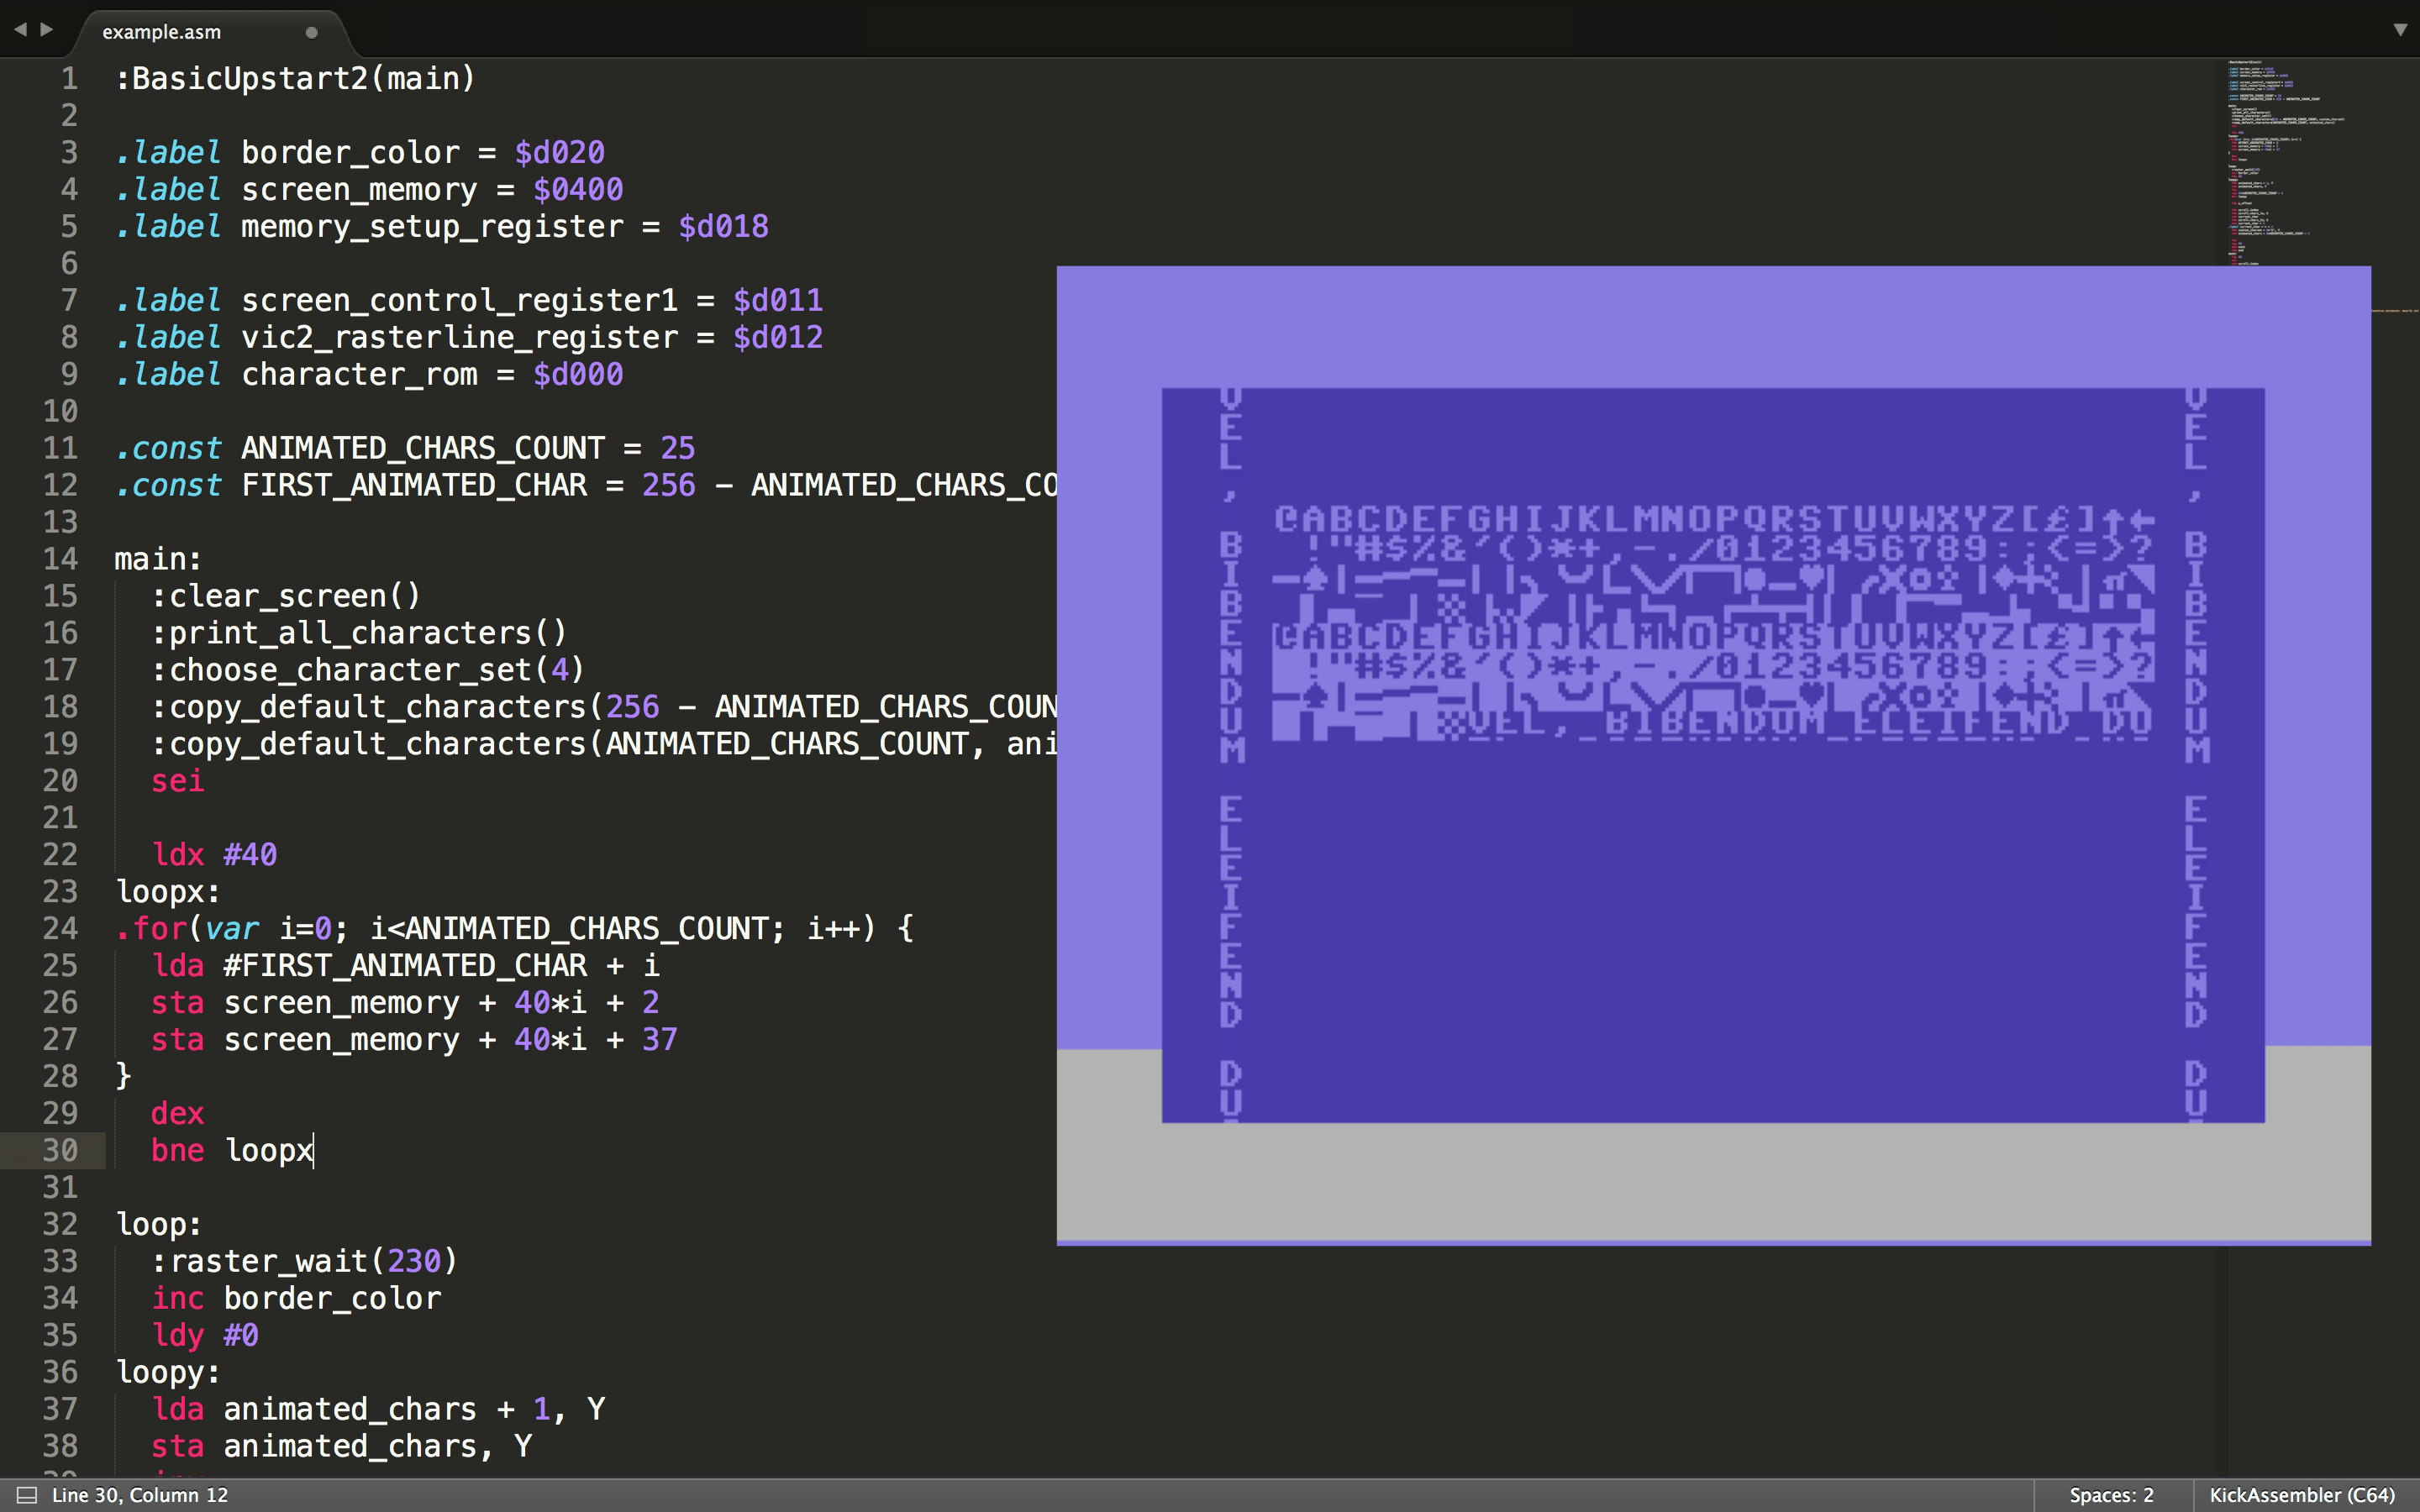 example.asm
1 :BasicUpstart2(main)
2
3 .label border_color = $d020
4 .label screen_memory = $0400
5 .label memory_setup_register = $d018
6
7 .label screen_control_register1 = $d011
8 .label vic2_rasterline_register = $d012
9 .label character_rom = $d000
10
11 .const ANIMATED_CHARS_COUNT = 25
12 .const FIRST_ANIMATED_CHAR = 256 - ANIMATED_CHARS_CO
13
14 main:
15 :clear_screen()
16 :print_all_characters()
17 :choose_character_set(4)
18 :copy_default_characters(256 - ANIMATED_CHARS_COUN
19 :copy_default_characters(ANIMATED_CHARS_COUNT, ani
20 sei
21
22 ldx #40
23 loopx:
24 .for(var i=0; i<ANIMATED_CHARS_COUNT; i++) {
25 lda #FIRST_ANIMATED_CHAR + i
26 sta screen_memory + 40*i + 2
27 sta screen_memory + 40*i + 37
28 }
29 dex
30 bne loopx
31
32 loop:
33 :raster_wait(230)
34 inc border_color
35 ldy #0
36 loopy:
37 lda animated_chars + 1, Y
38 sta animated_chars, Y
VEL, BIBENDUM ELEIFEND DU
@ABCDEFGHIJKLMNOPQRSTUVWXYZ[£]↑←
!"#$%&'()*+,-./0123456789:;<=>?
@ABCDEFGHIJKLMNOPQRSTUVWXYZ[£]↑←
!"#$%&'()*+,-./0123456789:;<=>?
VEL, BIBENDUM ELEIFEND DU
VEL, BIBENDUM ELEIFEND DU
Line 30, Column 12
Spaces: 2
KickAssembler (C64)